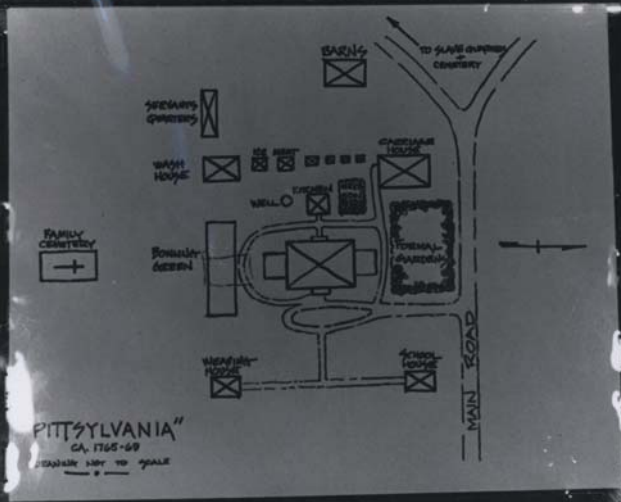 BARNS
TO SLAVE QUARTERS
+
CEMETERY
SERVANTS
QUARTERS
WASH
HOUSE
ICE MEAT
CARRIAGE
HOUSE
WELL
KITCHEN
FAMILY
CEMETERY
BOWLING
GREEN
FORMAL
GARDENS
WEAVING
HOUSE
SCHOOL
HOUSE
MAIN ROAD
PITTSYLVANIA"
CA. 1765-69
DRAWING NOT TO SCALE